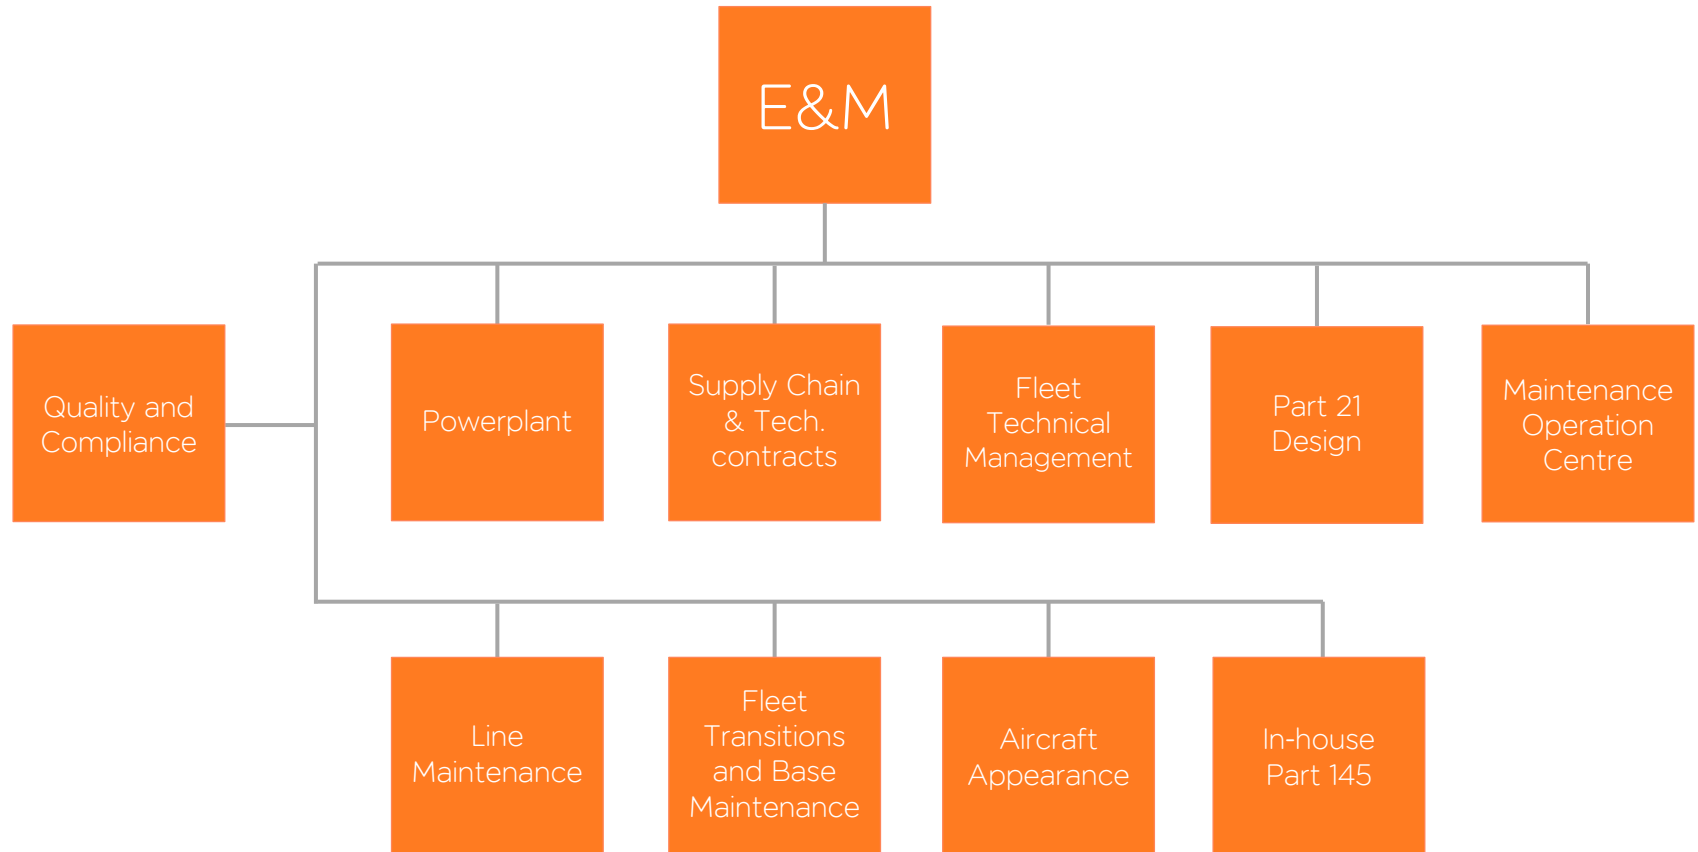 E&M
Quality and
Compliance
Powerplant
Supply Chain
& Tech.
contracts
Fleet
Technical
Management
Part 21
Design
Maintenance
Operation
Centre
Line
Maintenance
Fleet
Transitions
and Base
Maintenance
Aircraft
Appearance
In-house
Part 145